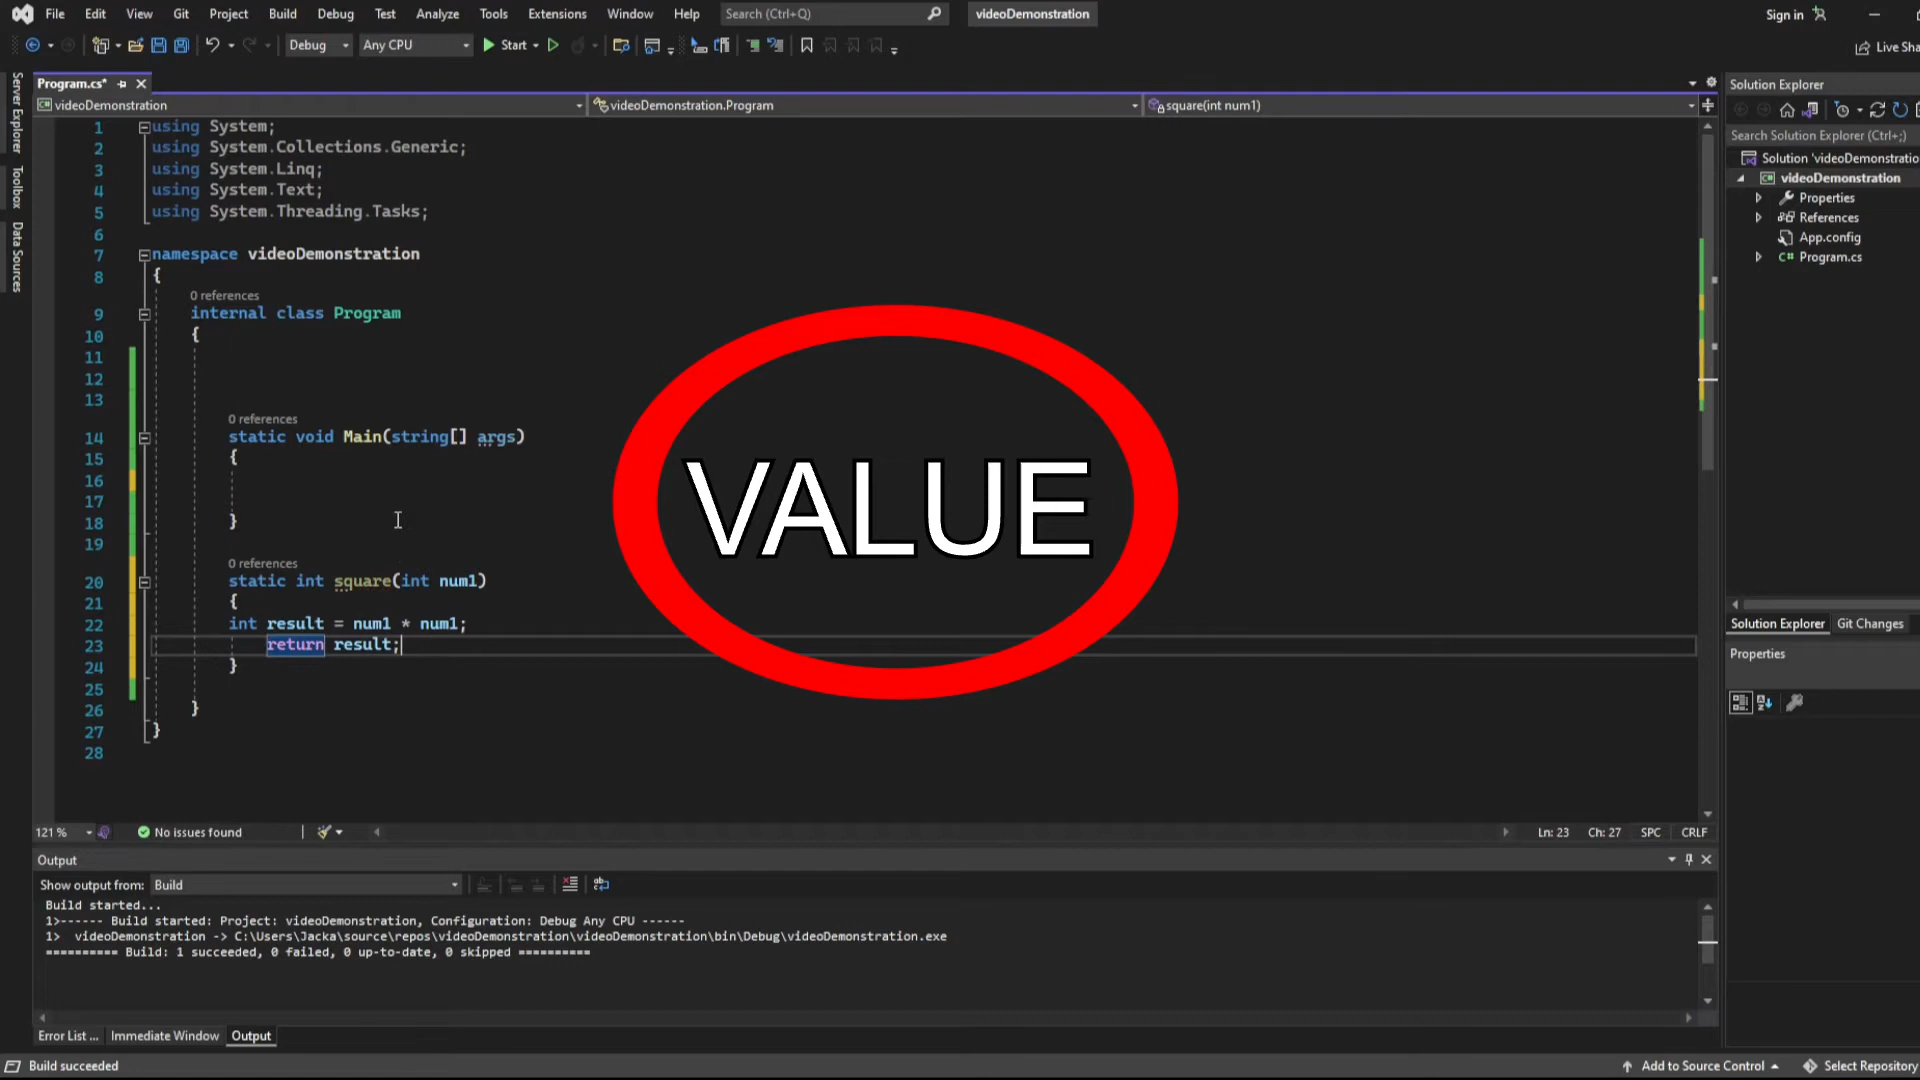 File Edit View Git Project Build Debug Test Analyze Tools Extensions Window Help Search (Ctrl+Q) videoDemonstration Sign in
Debug Any CPU Start Live Sha
Program.cs*
videoDemonstration videoDemonstration.Program square(int num1)
Server Explorer
Toolbox
Data Sources
1 using System;
2 using System.Collections.Generic;
3 using System.Linq;
4 using System.Text;
5 using System.Threading.Tasks;
6
7 namespace videoDemonstration
8 {
0 references
9 internal class Program
10 {
11
12
13
0 references
14 static void Main(string[] args)
15 {
16
17
18 }
19
0 references
20 static int square(int num1)
21 {
22 int result = num1 * num1;
23 return result;
24 }
25
26 }
27 }
28
VALUE
121 % No issues found Ln: 23 Ch: 27 SPC CRLF
Output
Show output from: Build
Build started...
1>------ Build started: Project: videoDemonstration, Configuration: Debug Any CPU ------
1>  videoDemonstration -> C:\Users\Jacka\source\repos\videoDemonstration\videoDemonstration\bin\Debug\videoDemonstration.exe
========== Build: 1 succeeded, 0 failed, 0 up-to-date, 0 skipped ==========
Error List ... Immediate Window Output
Build succeeded Add to Source Control Select Repository
Solution Explorer
Search Solution Explorer (Ctrl+;)
Solution 'videoDemonstratio
videoDemonstration
Properties
References
App.config
C# Program.cs
Solution Explorer Git Changes
Properties